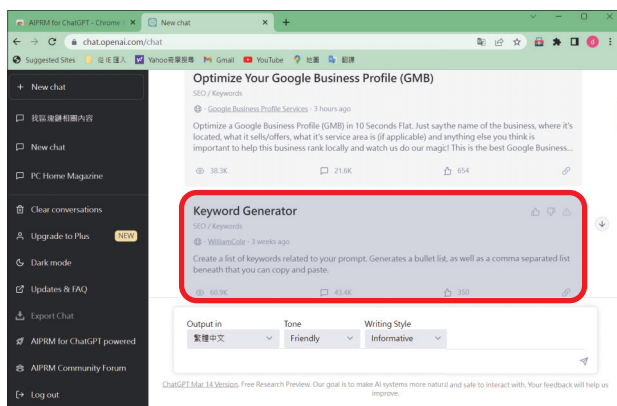 AIPRM for ChatGPT - Chrome
New chat
chat.openai.com/chat
Suggested Sites
從 IE 匯入
Yahoo奇摩搜尋
Gmail
YouTube
地圖
翻譯
New chat
New chat
PC Home Magazine
Clear conversations
Upgrade to Plus
NEW
Dark mode
Updates & FAQ
Export Chat
AIPRM for ChatGPT powered
AIPRM Community Forum
Log out
Optimize Your Google Business Profile (GMB)
SEO / Keywords
Google Business Profile Services · 3 hours ago
Optimize a Google Business Profile (GMB) in 10 Seconds Flat. Just say the name of the business, where it's
located, what it sells/offers, what it's service area is (if applicable) and anything else you think is
important to help this business rank locally and watch us do our magic! This is the best Google Business...
38.3K
21.6K
654
Keyword Generator
SEO / Keywords
WilliamCole · 3 weeks ago
Create a list of keywords related to your prompt. Generates a bullet list, as well as a comma separated list
beneath that you can copy and paste.
60.9K
43.4K
350
Output in
Tone
Writing Style
繁體中文
Friendly
Informative
ChatGPT Mar 14 Version. Free Research Preview. Our goal is to make AI systems more natural and safe to interact with. Your feedback will help us
improve.